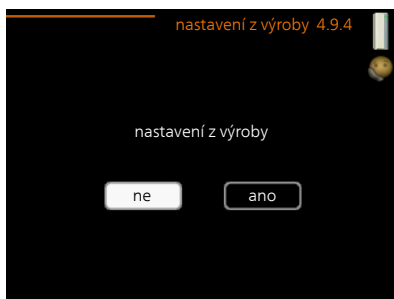 nastavení z výroby 4.9.4
nastavení z výroby
ne
ano